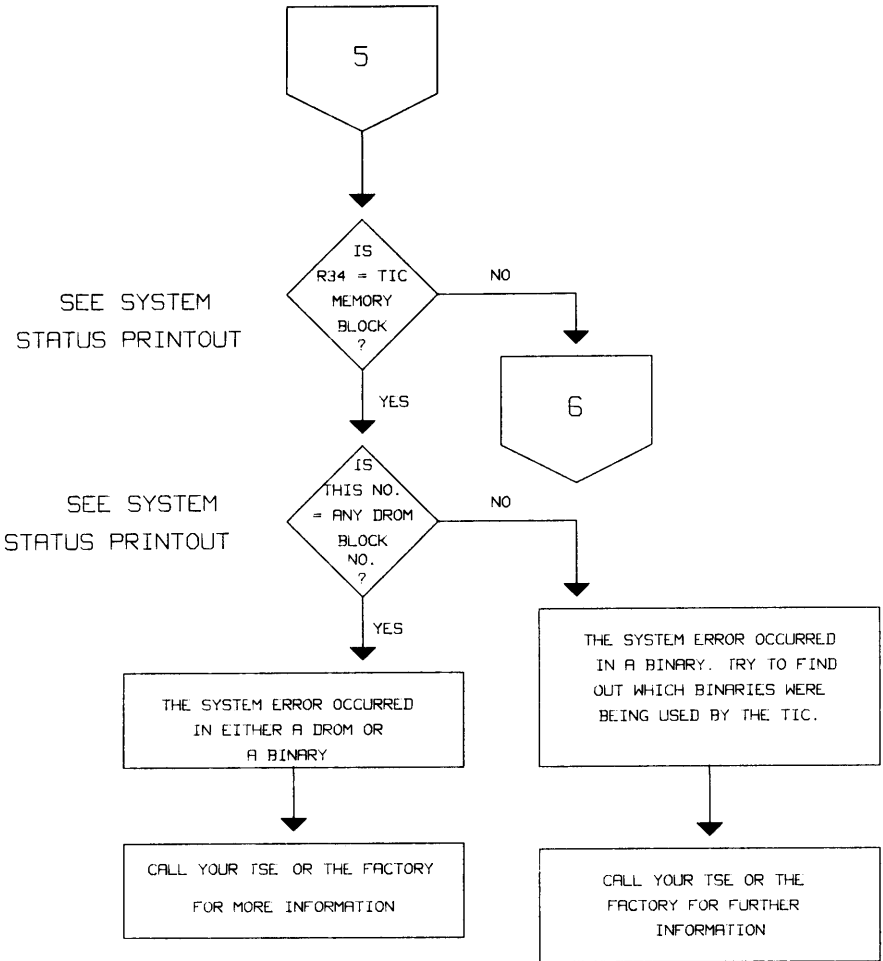 5
IS
R34 = TIC
MEMORY
BLOCK
?
NO
SEE SYSTEM
STATUS PRINTOUT
YES
6
IS
THIS NO.
= ANY DROM
BLOCK
NO.
?
NO
SEE SYSTEM
STATUS PRINTOUT
YES
THE SYSTEM ERROR OCCURRED
IN EITHER A DROM OR
A BINARY
THE SYSTEM ERROR OCCURRED
IN A BINARY. TRY TO FIND
OUT WHICH BINARIES WERE
BEING USED BY THE TIC.
CALL YOUR TSE OR THE FACTORY
FOR MORE INFORMATION
CALL YOUR TSE OR THE
FACTORY FOR FURTHER
INFORMATION